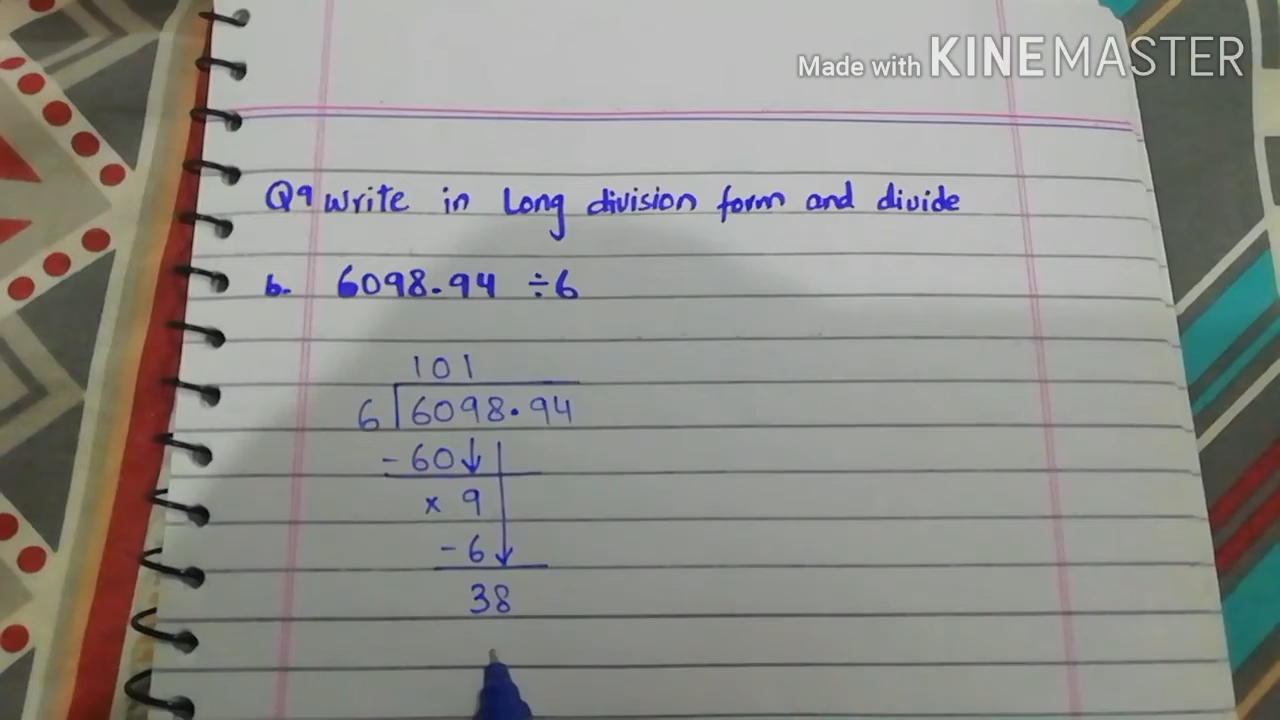 Made with KINEMASTER
Q9 Write in Long division form and divide
b. 6098.94 ÷6
101
6 6098.94
- 60
× 9
- 6
38